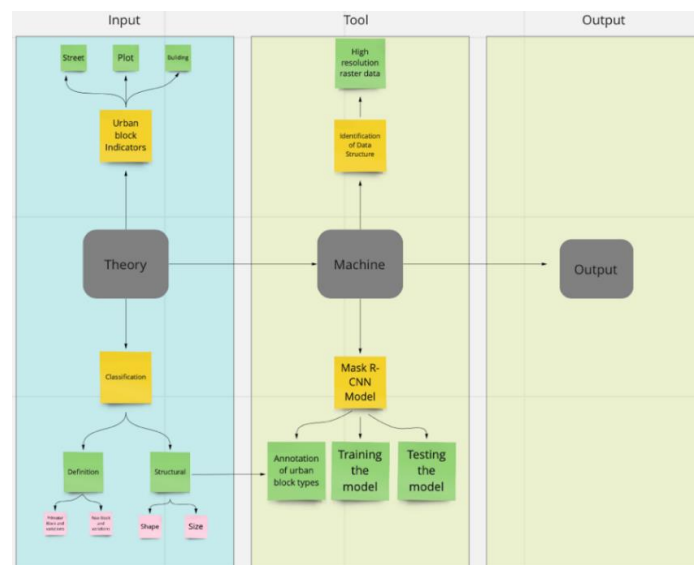 Input
Tool
Output
Street
Plot
Building
High
resolution
raster data
Urban
block
Indicators
Identification
of Data
Structure
Theory
Machine
Output
Classification
Mask R-
CNN
Model
Definition
Structural
Annotation
of urban
block types
Training
the
model
Testing
the
model
Shape
Size